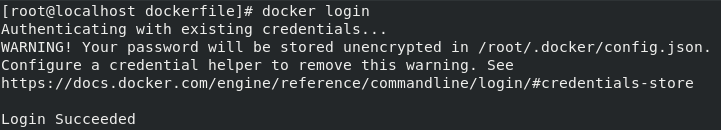 [root@localhost dockerfile]# docker login
Authenticating with existing credentials...
WARNING! Your password will be stored unencrypted in /root/.docker/config.json.
Configure a credential helper to remove this warning. See
https://docs.docker.com/engine/reference/commandline/login/#credentials-store
Login Succeeded